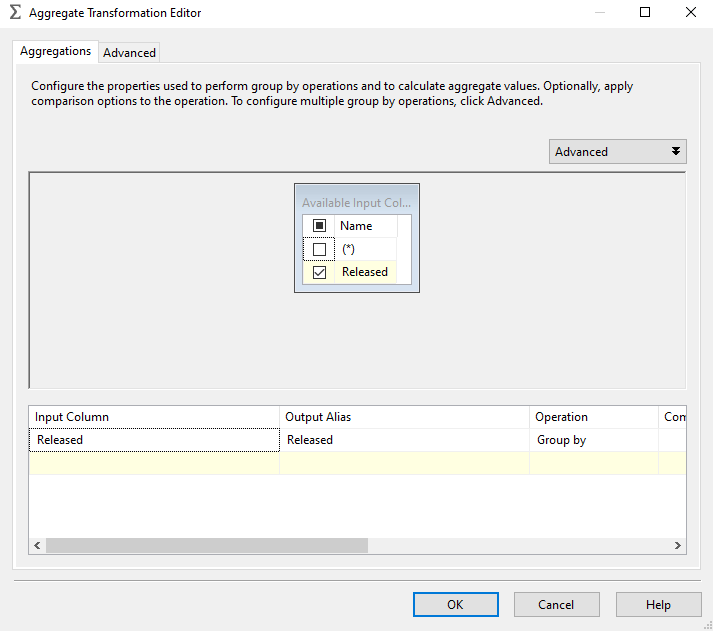 Aggregate Transformation Editor
Aggregations
Advanced
Configure the properties used to perform group by operations and to calculate aggregate values. Optionally, apply
comparison options to the operation. To configure multiple group by operations, click Advanced.
Advanced
Available Input Col...
Name
(*)
Released
Input Column Output Alias Operation Com
Released Released Group by
OK Cancel Help